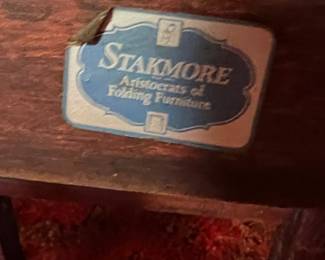 STAKMORE
Aristocrats of
Folding Furniture